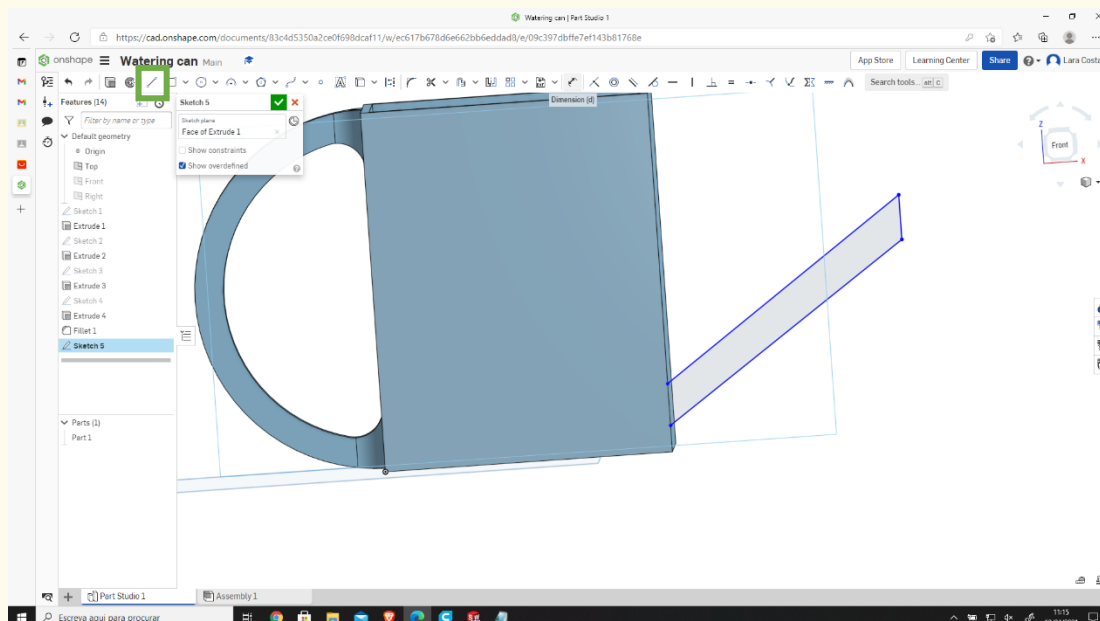 Watering can | Part Studio 1
https://cad.onshape.com/documents/83c4d5350a2ce0f698dcaf11/w/ec617b678d6e662bb6eddad8/e/09c397dbffe7ef143b81768e
onshape Watering can Main
App Store Learning Center Share Lara Costa
Search tools... alt C
Features (14)
Filter by name or type
Default geometry
Origin
Top
Front
Right
Sketch 1
Extrude 1
Sketch 2
Extrude 2
Sketch 3
Extrude 3
Sketch 4
Extrude 4
Fillet 1
Sketch 5
Parts (1)
Part 1
Sketch 5
Sketch plane
Face of Extrude 1
Show constraints
Show overdefined
Dimension (d)
Z
Front
X
Part Studio 1 Assembly 1
Escreva aqui para procurar
11:15